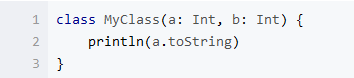 1 class MyClass(a: Int, b: Int) {
2     println(a.toString)
3 }